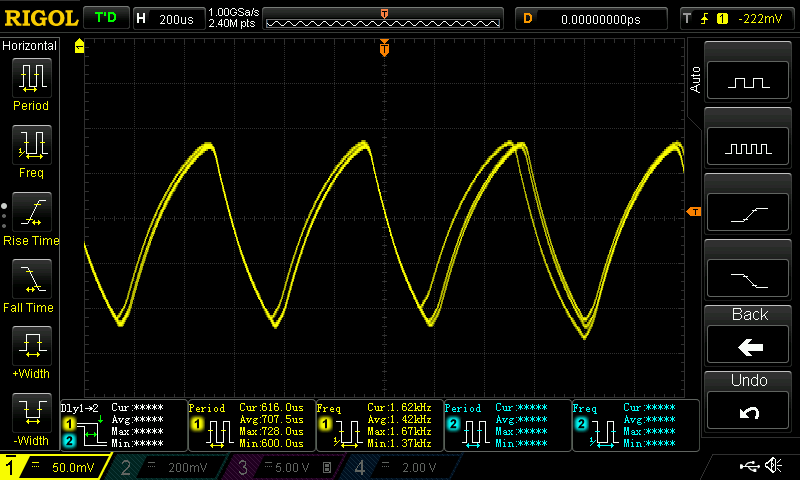 RIGOL T'D H 200us 1.00GSa/s 2.40M pts T D 0.00000000ps T 1 -222mV
Horizontal
T
Auto
Period
Freq
Rise Time
T
Fall Time
+Width
-Width
Back
Undo
Dly1→2 Cur:*****
Avg:*****
Max:*****
Min:*****
1
2
Period Cur:616.0us
Avg:707.5us
Max:728.0us
Min:600.0us
1
Freq Cur:1.62kHz
Avg:1.42kHz
Max:1.67kHz
Min:1.37kHz
1
Period Cur:*****
Avg:*****
Max:*****
Min:*****
2
Freq Cur:*****
Avg:*****
Max:*****
Min:*****
2
1 50.0mV 2 200mV 3 5.00 V B 4 2.00 V